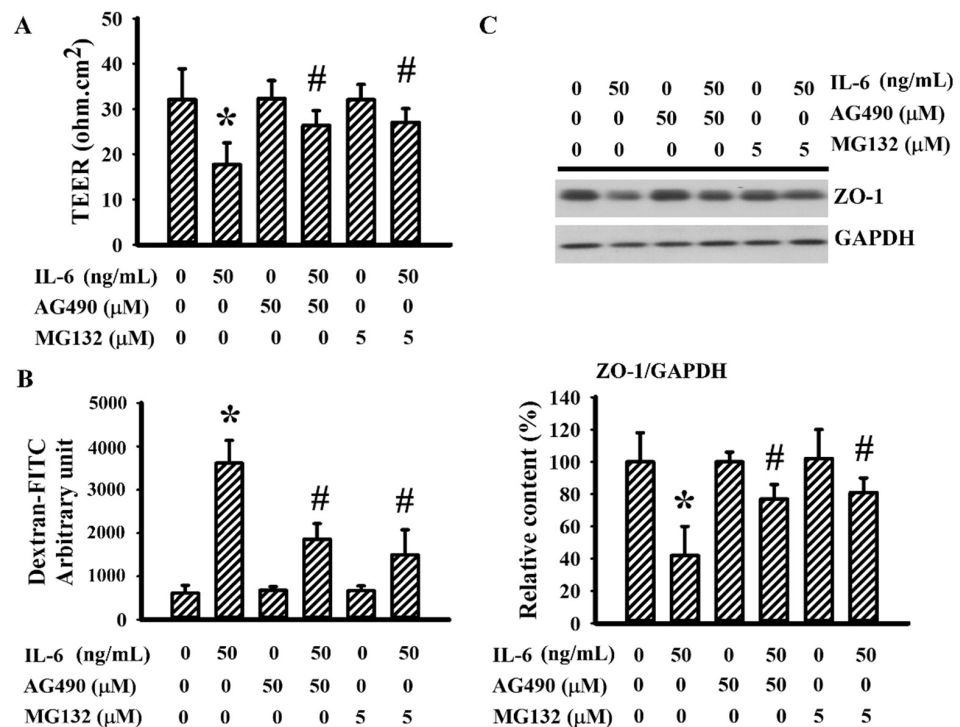 A
TEER (ohm.cm²)
50
40
30
20
10
0
* # #
IL-6 (ng/mL) 0 50 0 50 0 50
AG490 (μM) 0 0 50 50 0 0
MG132 (μM) 0 0 0 0 5 5
B
Dextran-FITC
Arbitrary unit
5000
4000
3000
2000
1000
0
* # #
IL-6 (ng/mL) 0 50 0 50 0 50
AG490 (μM) 0 0 50 50 0 0
MG132 (μM) 0 0 0 0 5 5
C
0 50 0 50 0 50 IL-6 (ng/mL)
0 0 50 50 0 0 AG490 (μM)
0 0 0 0 5 5 MG132 (μM)
ZO-1
GAPDH
ZO-1/GAPDH
Relative content (%)
140
120
100
80
60
40
20
0
* # #
IL-6 (ng/mL) 0 50 0 50 0 50
AG490 (μM) 0 0 50 50 0 0
MG132 (μM) 0 0 0 0 5 5